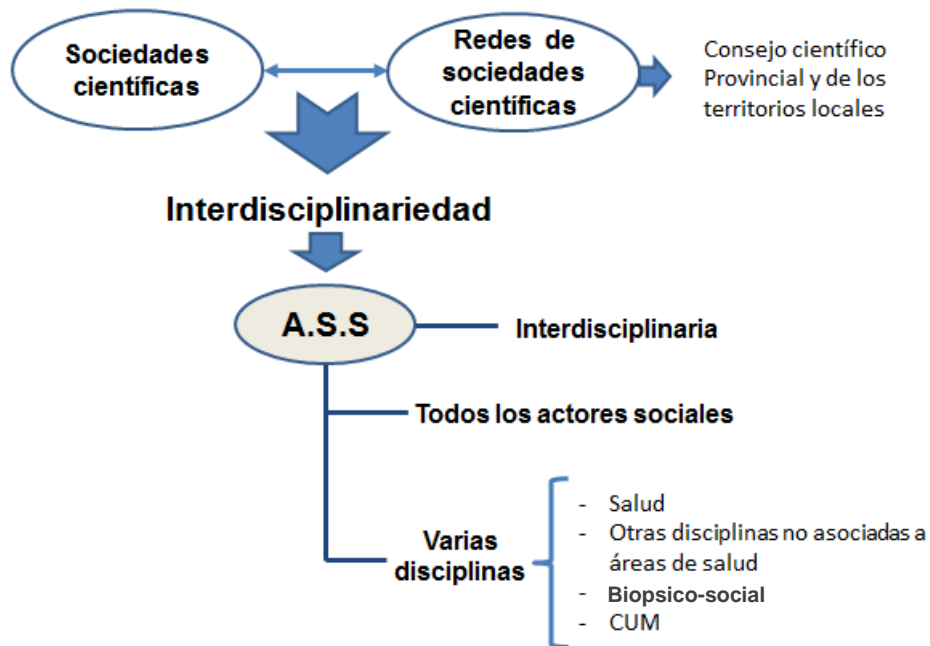 Sociedades
científicas
Redes de
sociedades
científicas
Consejo científico
Provincial y de los
territorios locales
Interdisciplinariedad
A.S.S
Interdisciplinaria
Todos los actores sociales
Varias
disciplinas
- Salud
- Otras disciplinas no asociadas a
áreas de salud
- Biopsico-social
- CUM